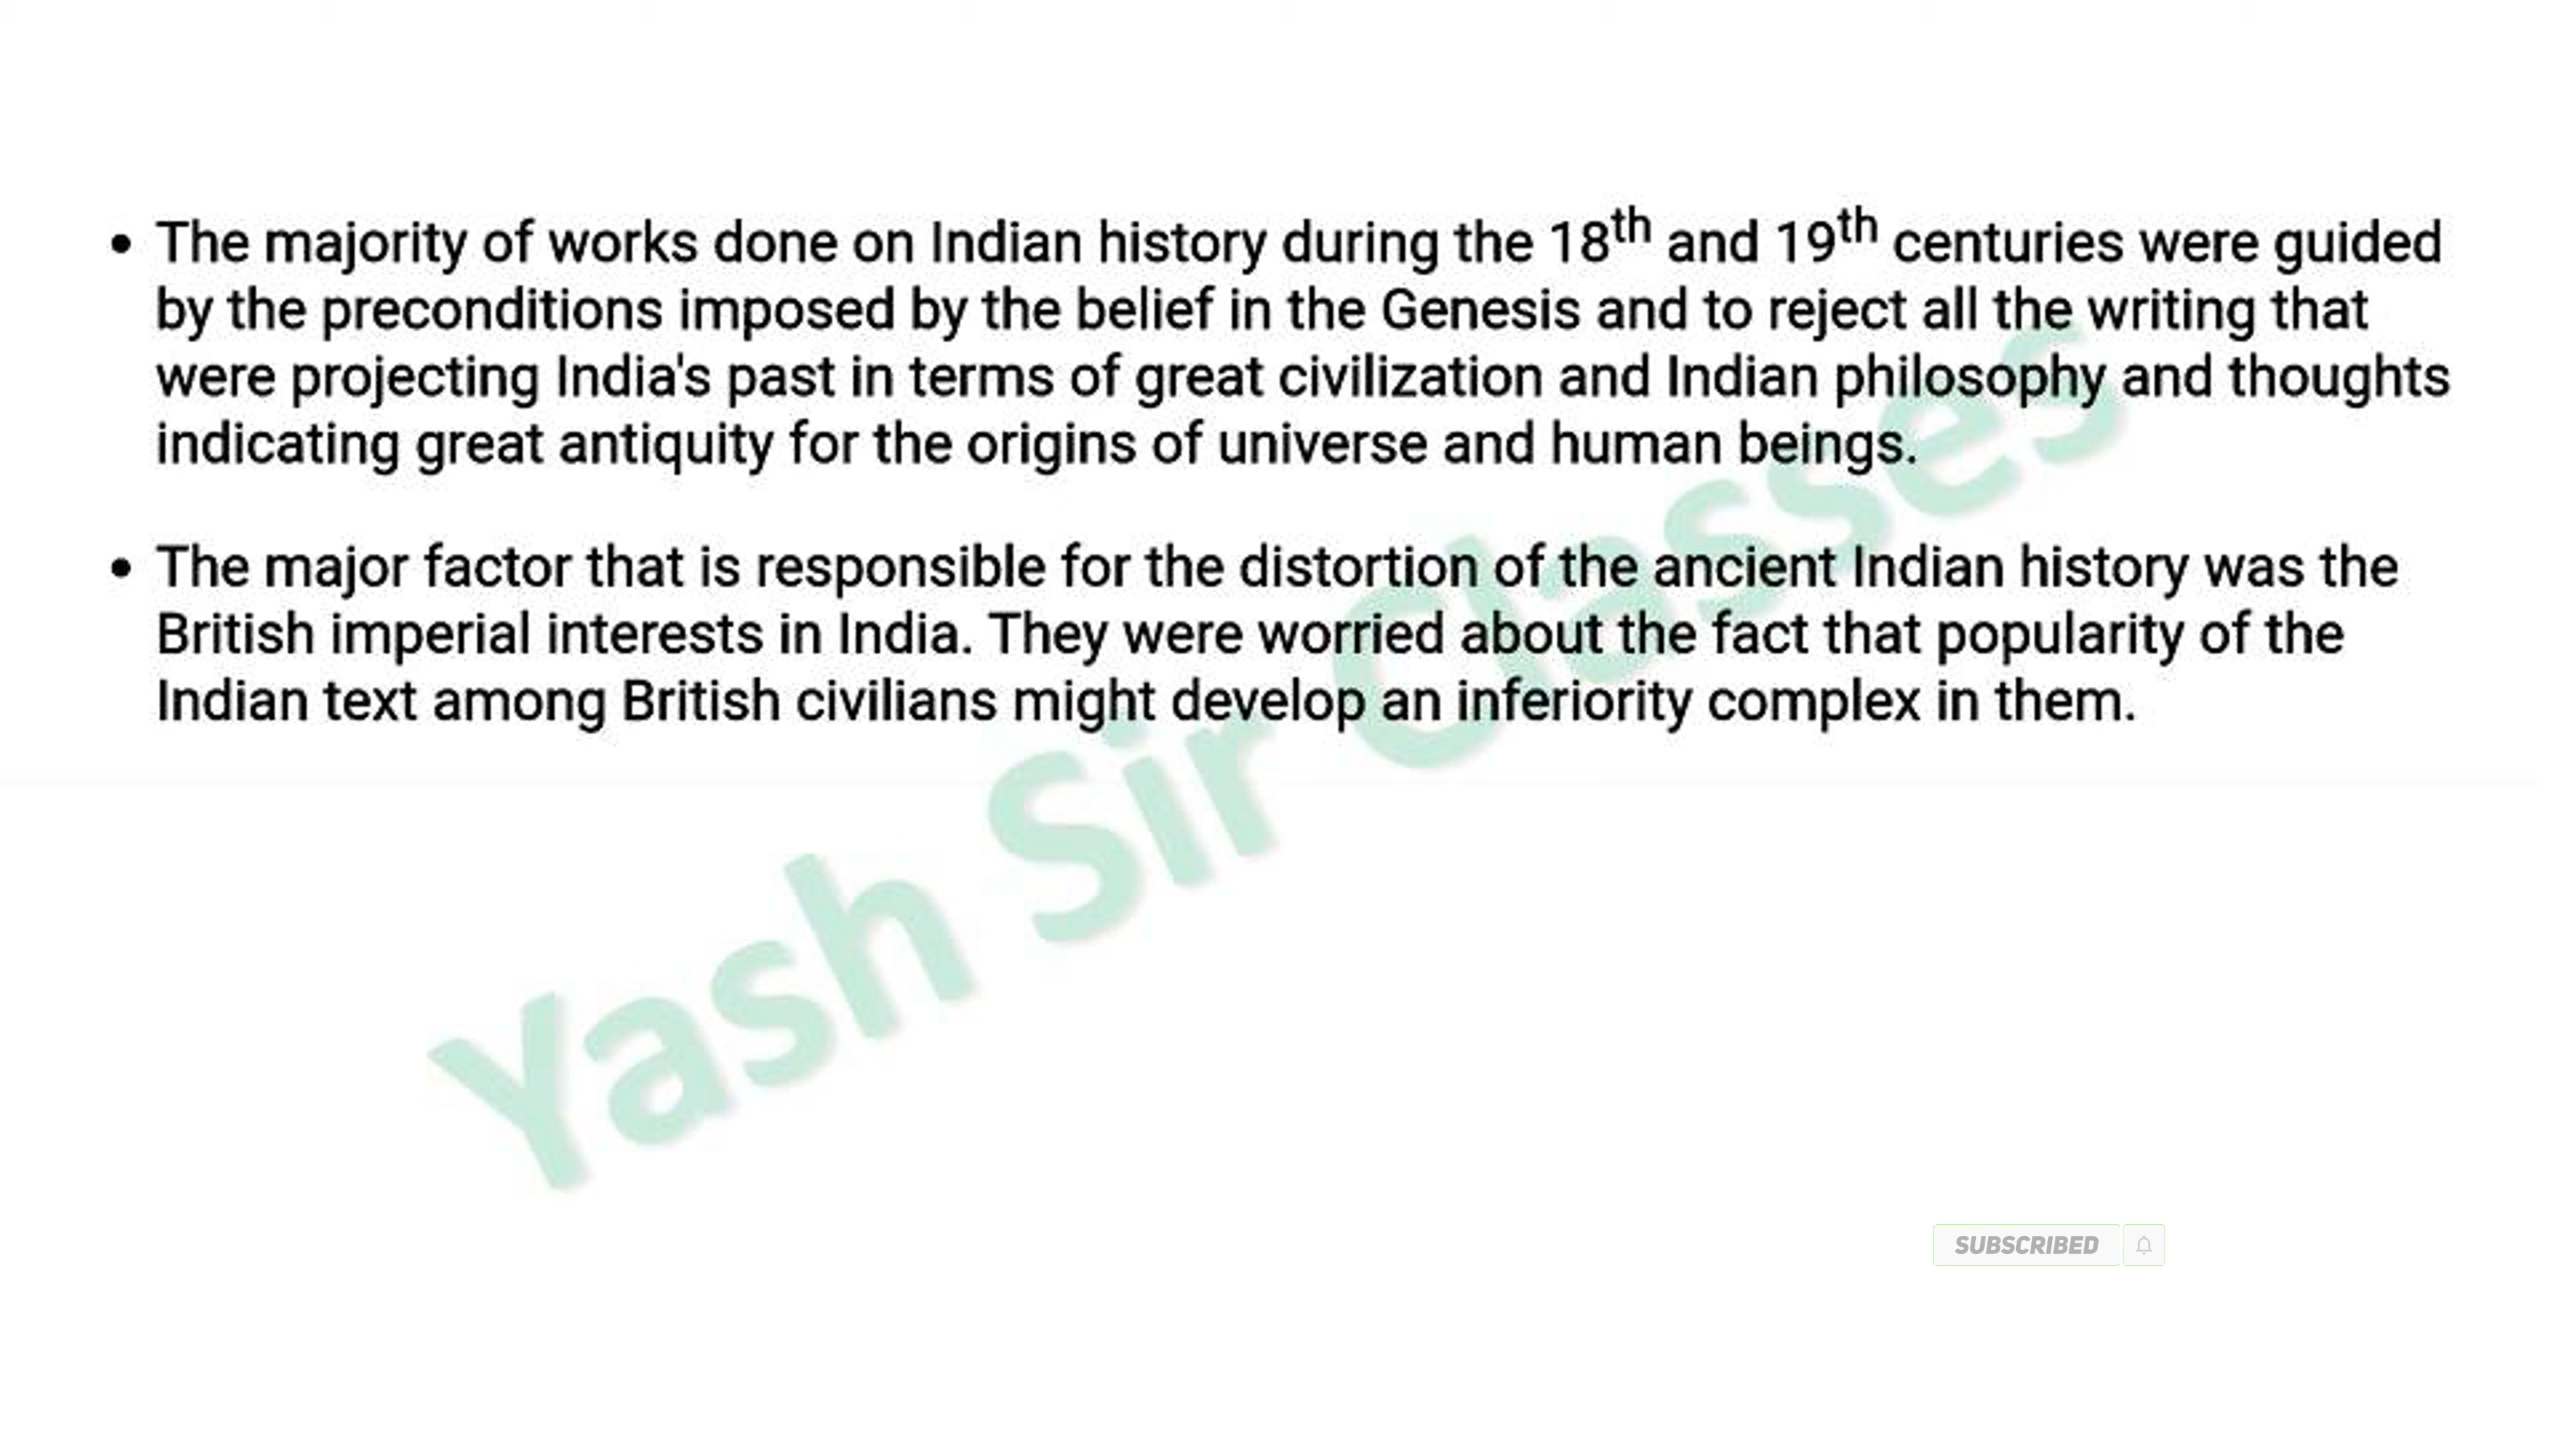 • The majority of works done on Indian history during the 18th and 19th centuries were guided
by the preconditions imposed by the belief in the Genesis and to reject all the writing that
were projecting India's past in terms of great civilization and Indian philosophy and thoughts
indicating great antiquity for the origins of universe and human beings.
• The major factor that is responsible for the distortion of the ancient Indian history was the
British imperial interests in India. They were worried about the fact that popularity of the
Indian text among British civilians might develop an inferiority complex in them.
Yash Sir Classes
SUBSCRIBED